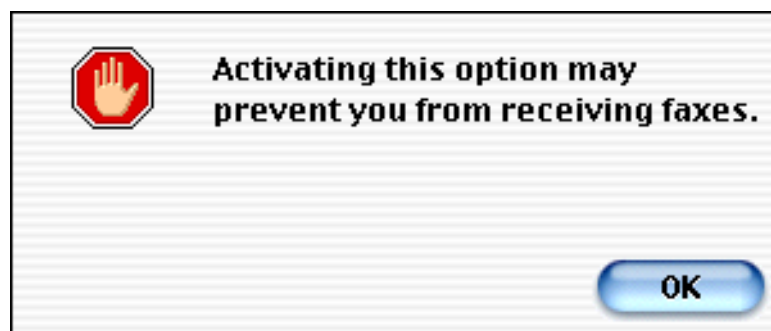 Activating this option may
prevent you from receiving faxes.
OK